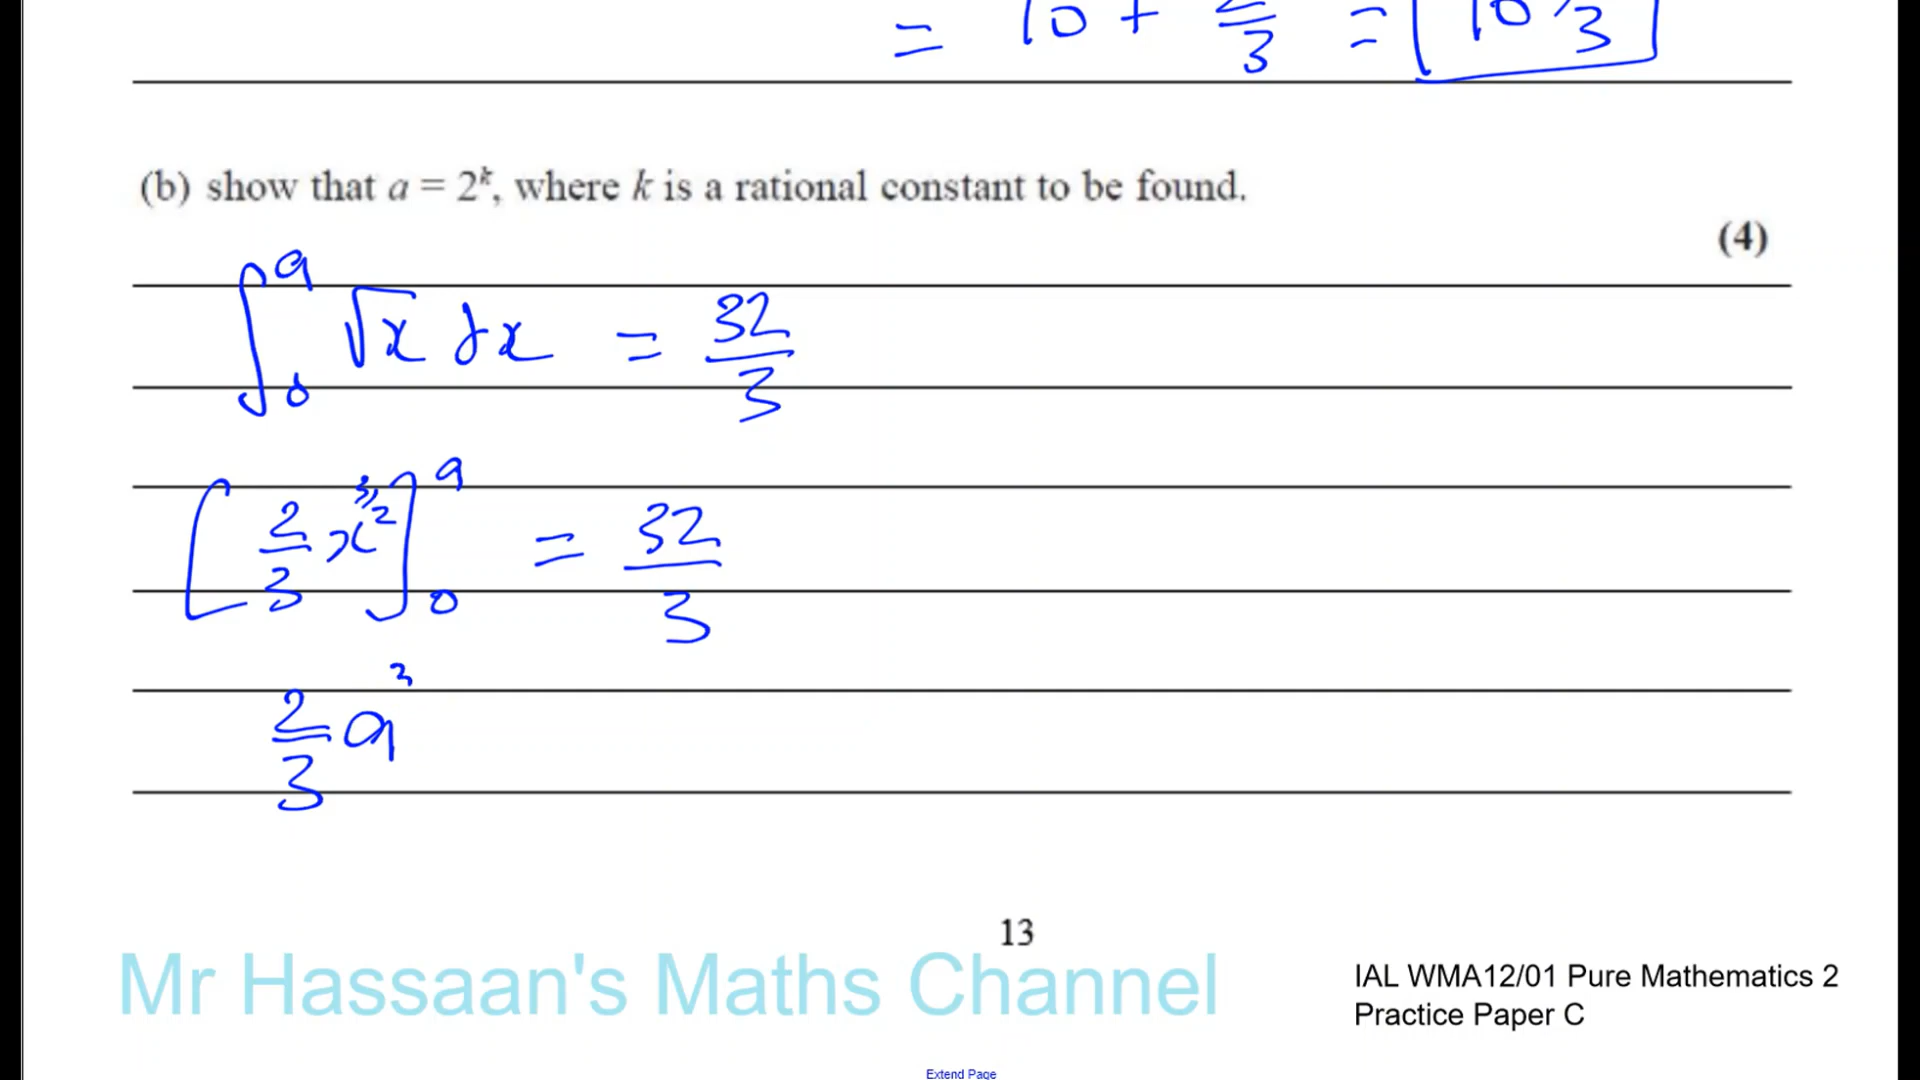 = 10 + 2/3 = 10 2/3
(b) show that a = 2^k, where k is a rational constant to be found.
(4)
∫_0^a √x dx = 32/3
[2/3 x^(3/2)]_0^a = 32/3
2/3 a^3
13
Mr Hassaan's Maths Channel
IAL WMA12/01 Pure Mathematics 2
Practice Paper C
Extend Page